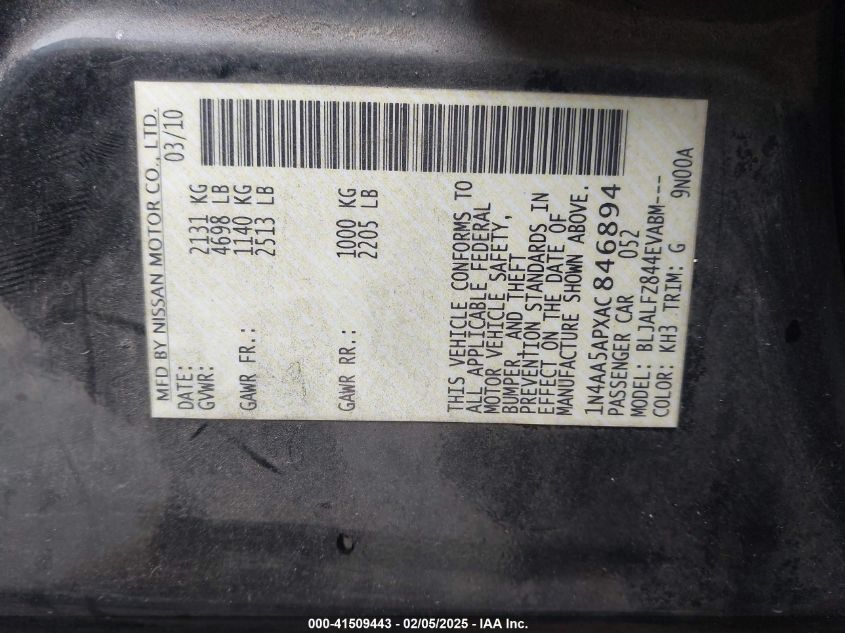 MFD BY NISSAN MOTOR CO., LTD.
DATE: 03/10
GVWR: 2131 KG
4698 LB
GAWR FR.: 1140 KG
2513 LB
GAWR RR.: 1000 KG
2205 LB
THIS VEHICLE CONFORMS TO
ALL APPLICABLE FEDERAL
MOTOR VEHICLE SAFETY,
BUMPER, AND THEFT
PREVENTION STANDARDS IN
EFFECT ON THE DATE OF
MANUFACTURE SHOWN ABOVE.
1N4AA5APXAC846894
PASSENGER CAR 052
MODEL: BLJALFZ844EVABM---
COLOR: KH3 TRIM: G 9N00A
000-41509443 - 02/05/2025 - IAA Inc.